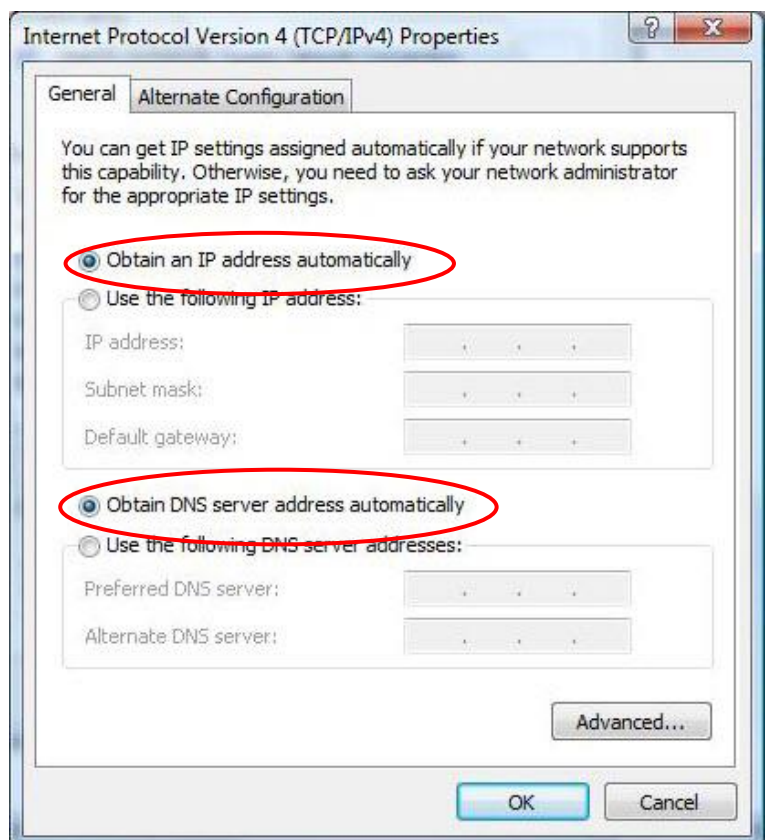 Internet Protocol Version 4 (TCP/IPv4) Properties
General
Alternate Configuration
You can get IP settings assigned automatically if your network supports
this capability. Otherwise, you need to ask your network administrator
for the appropriate IP settings.
Obtain an IP address automatically
Use the following IP address:
IP address:
Subnet mask:
Default gateway:
Obtain DNS server address automatically
Use the following DNS server addresses:
Preferred DNS server:
Alternate DNS server:
Advanced...
OK
Cancel